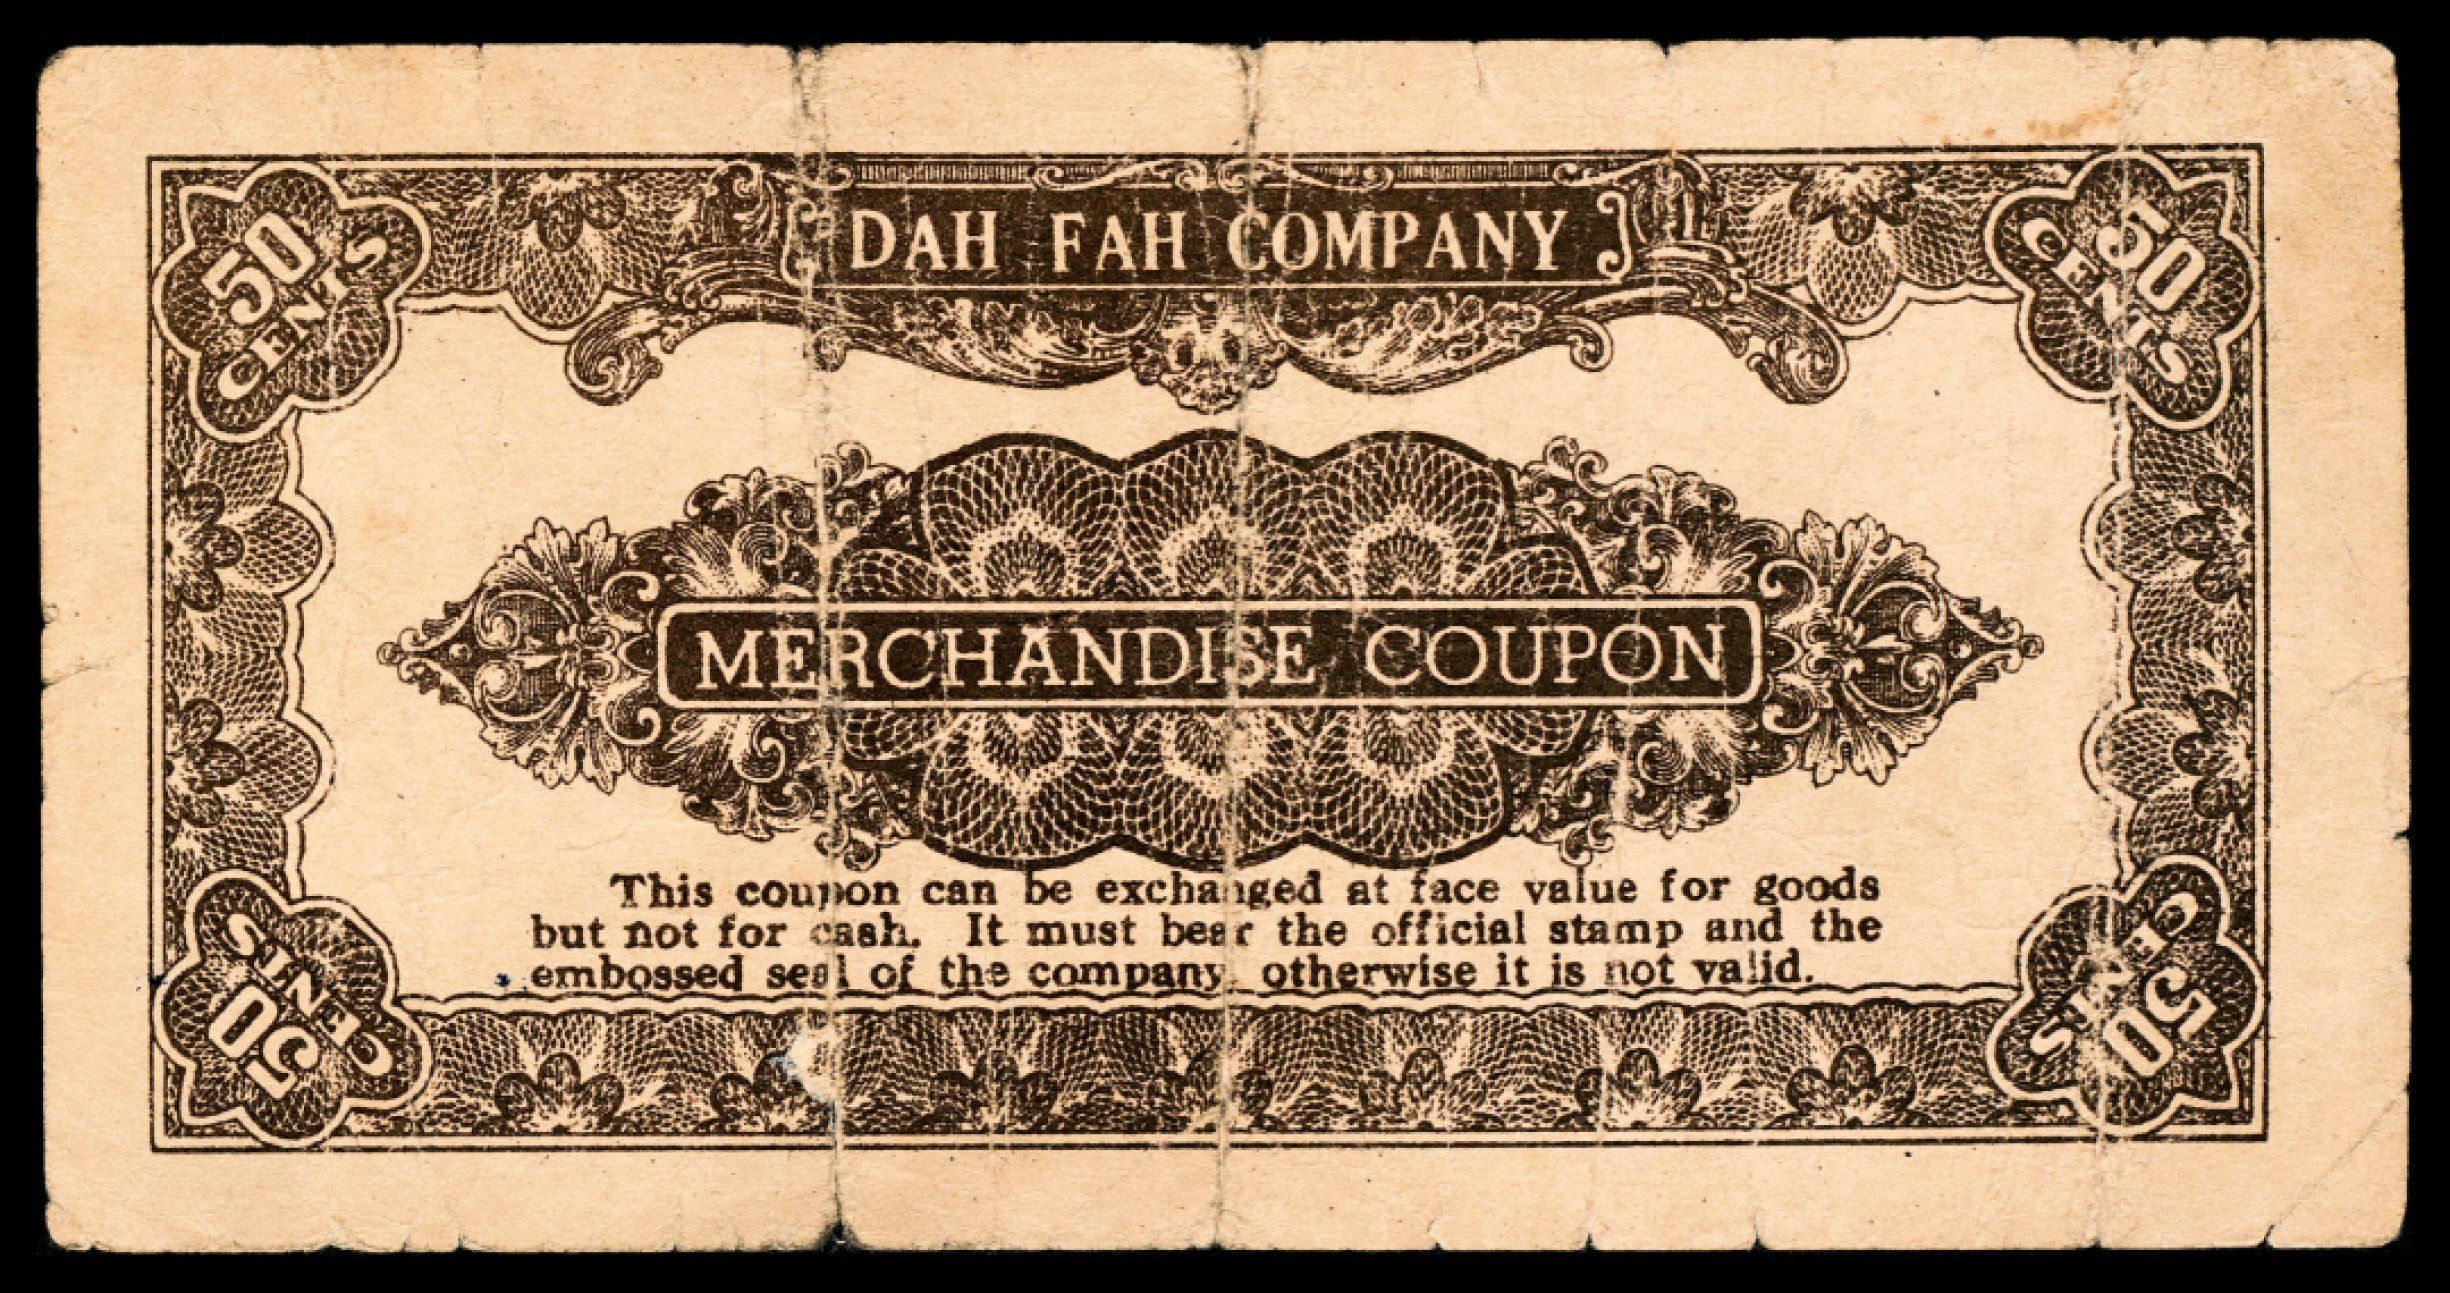 DAH FAH COMPANY
50 CENTS
50 CENTS
MERCHANDISE COUPON
This coupon can be exchanged at face value for goods
but not for cash. It must bear the official stamp and the
embossed seal of the company, otherwise it is not valid.
50 CENTS
50 CENTS